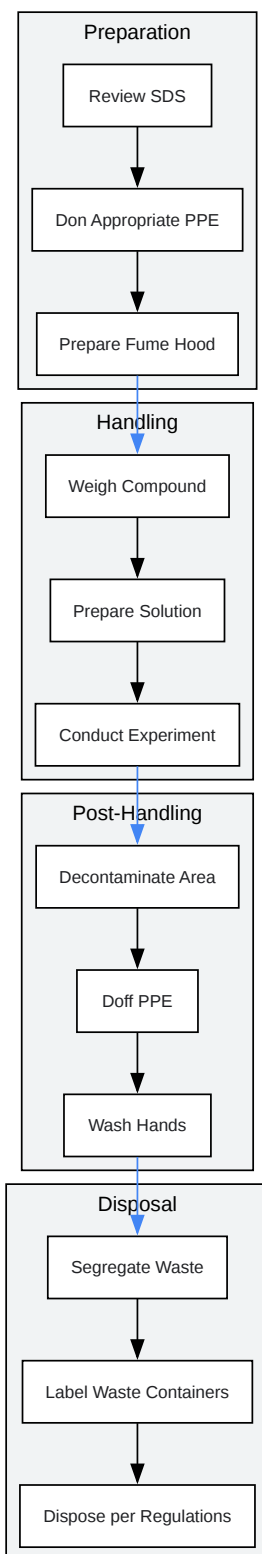 Preparation
Review SDS
Don Appropriate PPE
Prepare Fume Hood
Handling
Weigh Compound
Prepare Solution
Conduct Experiment
Post-Handling
Decontaminate Area
Doff PPE
Wash Hands
Disposal
Segregate Waste
Label Waste Containers
Dispose per Regulations